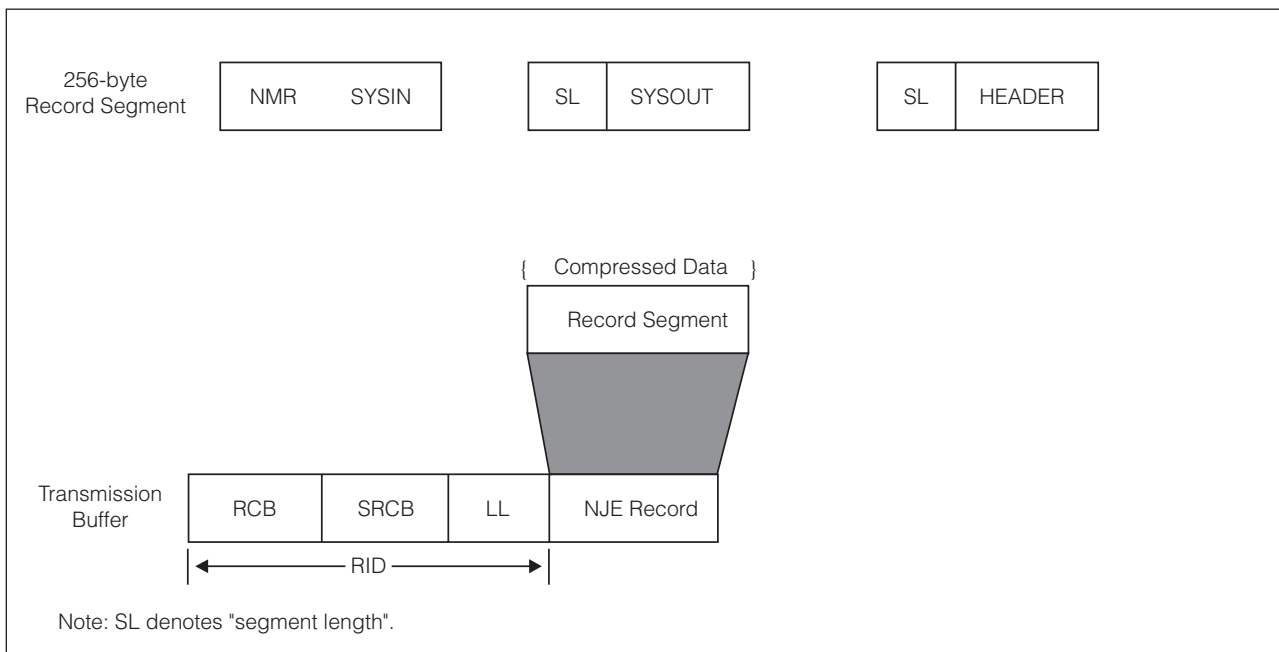 256-byte
Record Segment
NMR SYSIN
SL SYSOUT
SL HEADER
{ Compressed Data }
Record Segment
Transmission
Buffer
RCB SRCB LL NJE Record
RID
Note: SL denotes "segment length".